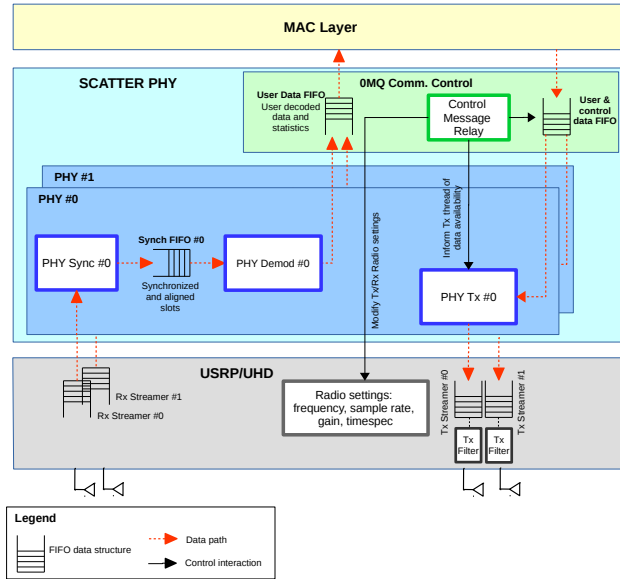 MAC Layer
SCATTER PHY
0MQ Comm. Control
User Data FIFO
User decoded
data and
statistics
Control
Message
Relay
User &
control
data FIFO
PHY #1
PHY #0
Modify Tx/Rx Radio settings
Inform Tx thread of
data availability
Synch FIFO #0
PHY Sync #0
PHY Demod #0
Synchronized
and aligned
slots
PHY Tx #0
USRP/UHD
Rx Streamer #1
Rx Streamer #0
Radio settings:
frequency, sample rate,
gain, timespec
Tx Streamer #0
Tx Streamer #1
Tx
Filter
Tx
Filter
Legend
FIFO data structure
Data path
Control interaction